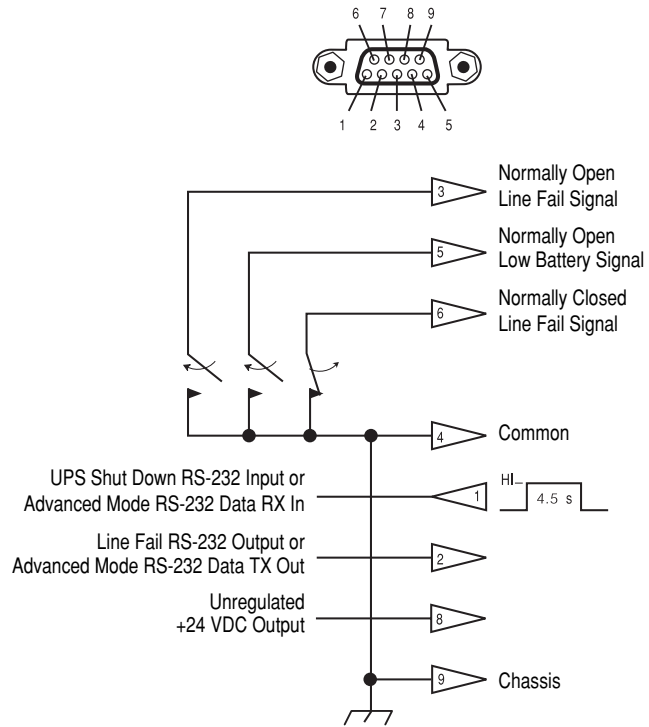 6 7 8 9
1 2 3 4 5
3
Normally Open
Line Fail Signal
5
Normally Open
Low Battery Signal
6
Normally Closed
Line Fail Signal
4
Common
UPS Shut Down RS-232 Input or
Advanced Mode RS-232 Data RX In
1
HI
4.5 s
Line Fail RS-232 Output or
Advanced Mode RS-232 Data TX Out
2
Unregulated
+24 VDC Output
8
9
Chassis